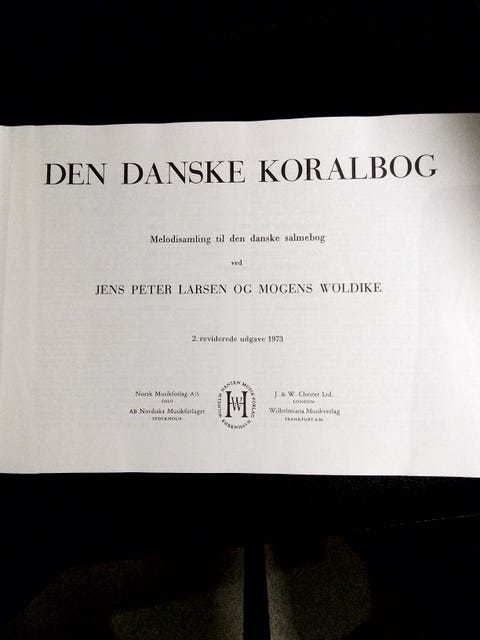 DEN DANSKE KORALBOG
Melodisamling til den danske salmebog
ved
JENS PETER LARSEN OG MOGENS WÖLDIKE
2. reviderede udgave 1973
Norsk Musikforlag A/S
OSLO
AB Nordiska Musikförlaget
STOCKHOLM
WILHELM HANSEN MUSIK-FORLAG
KØBENHAVN
WH
J. & W. Chester Ltd.
LONDON
Wilhelmiana Musikverlag
FRANKFURT A.M.